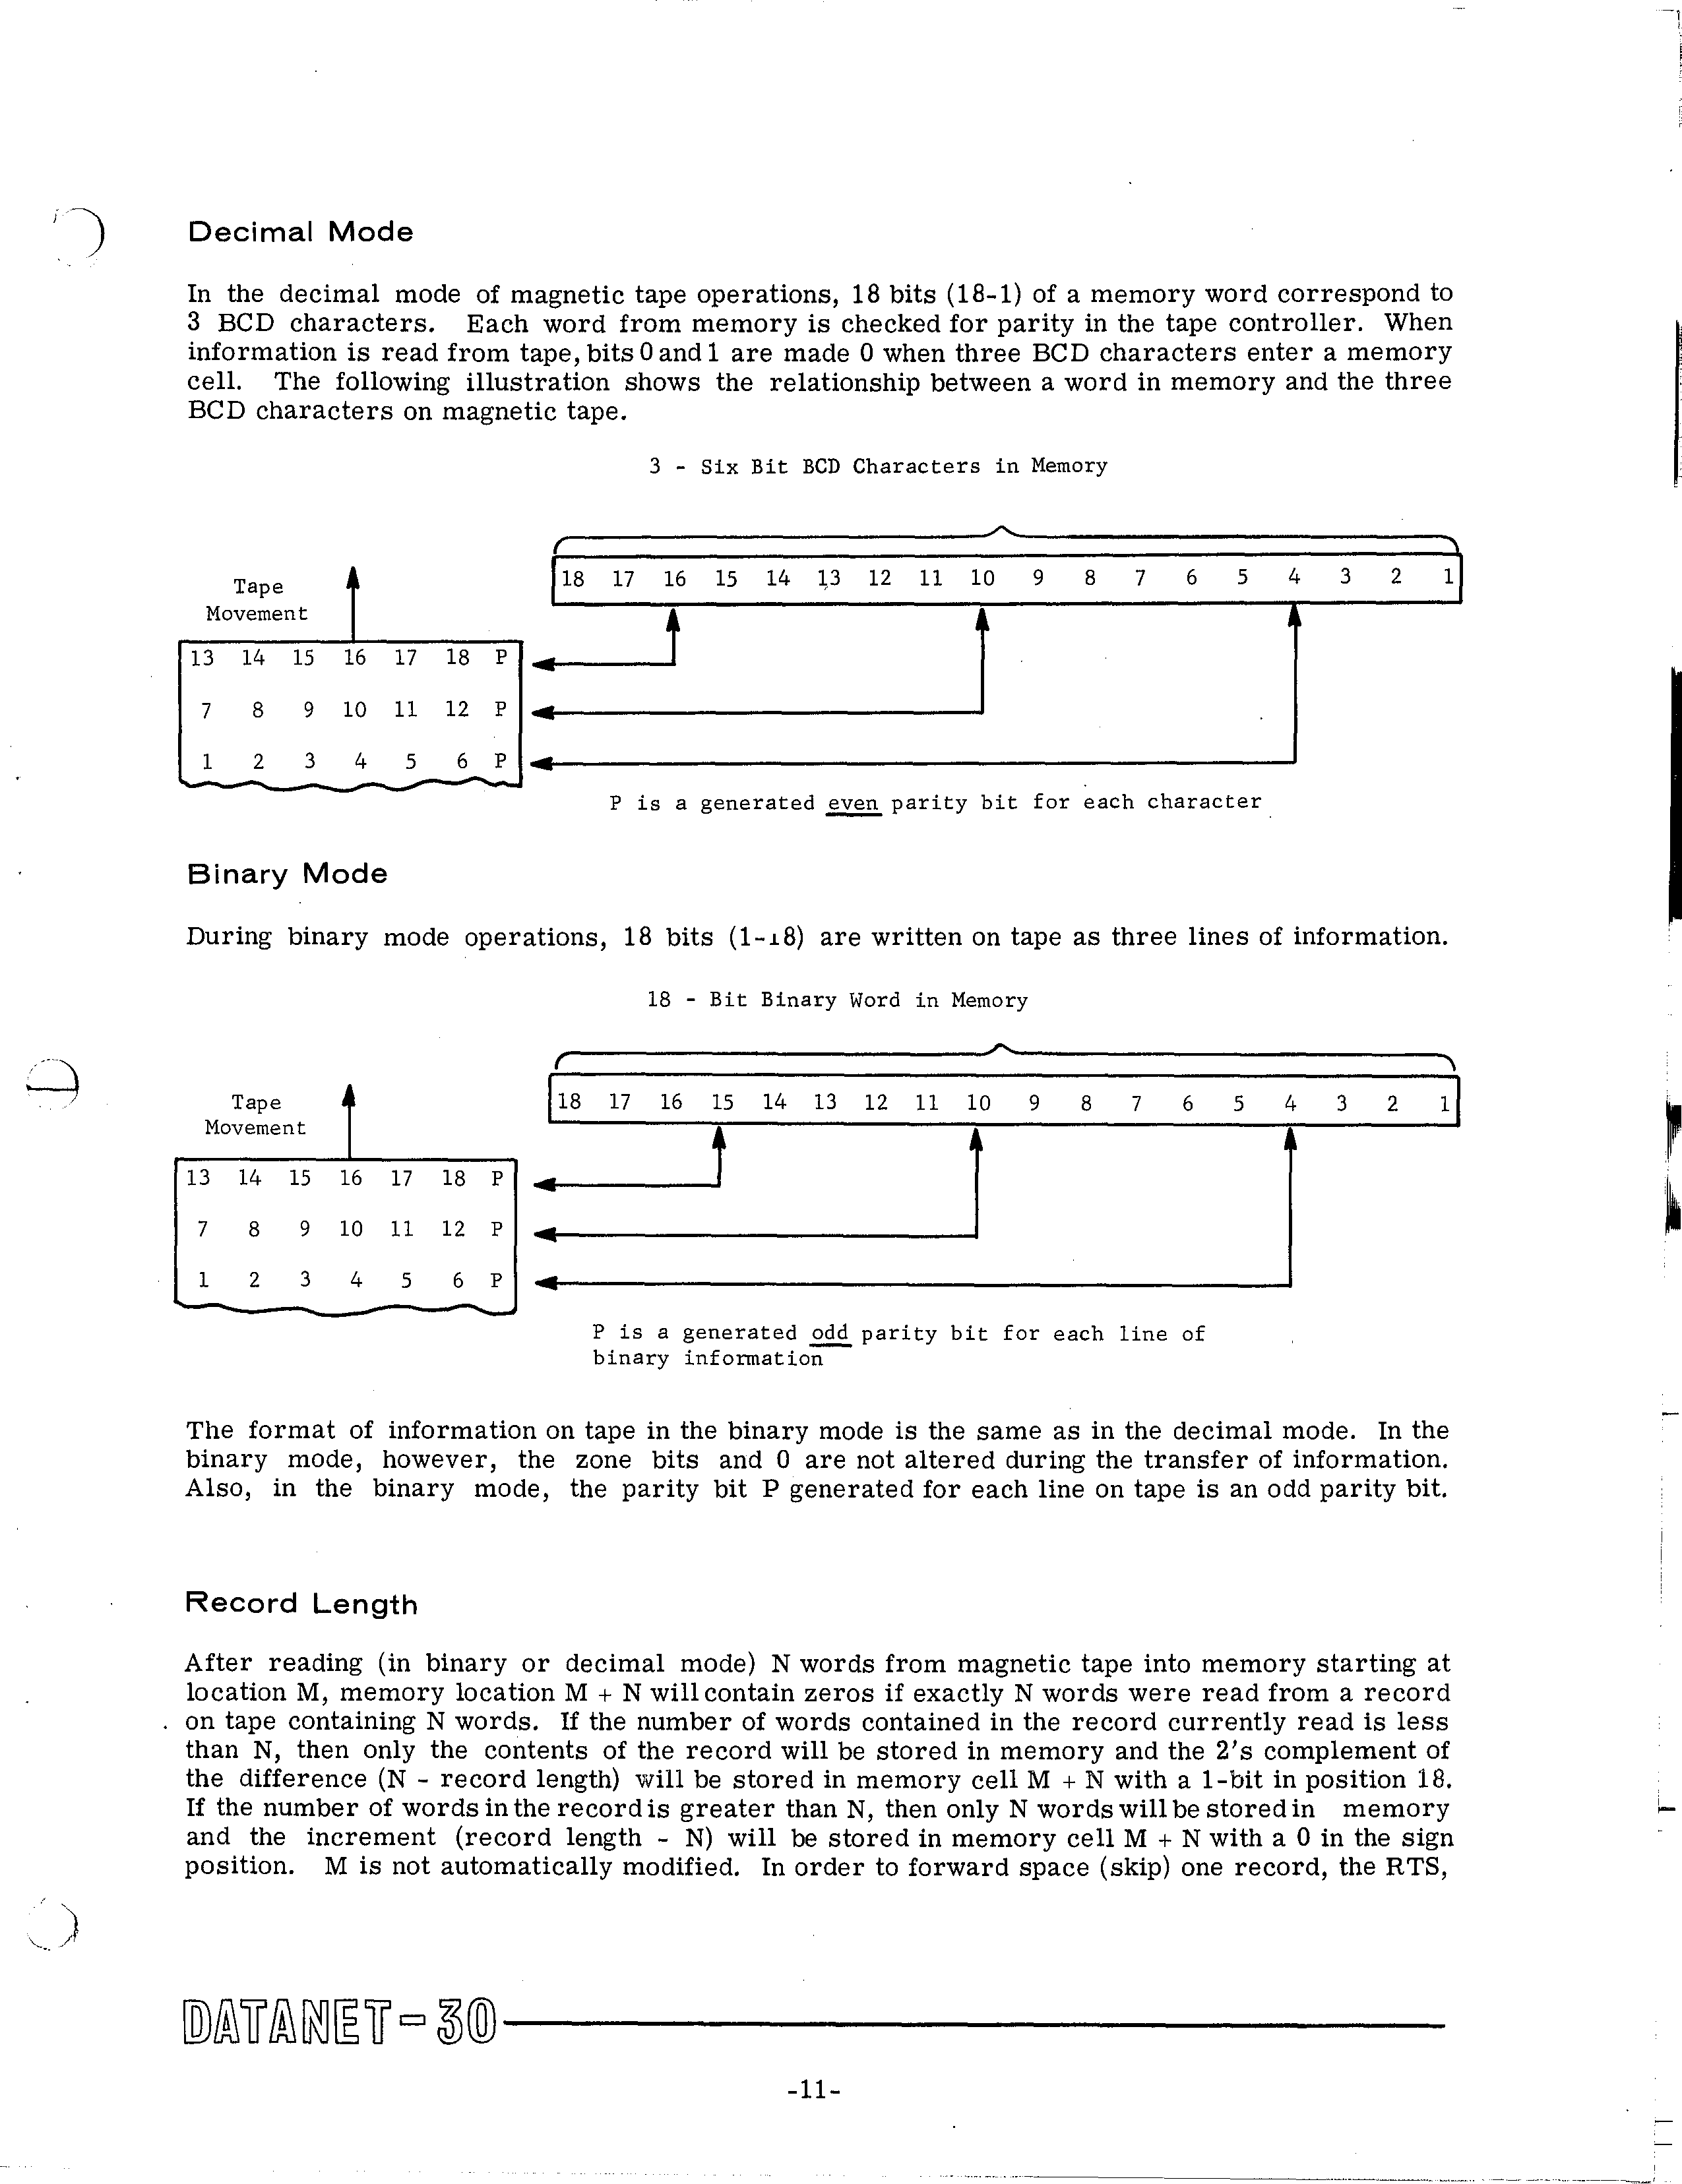 Decimal Mode
In the decimal mode of magnetic tape operations, 18 bits (18-1) of a memory word correspond to
3 BCD characters. Each word from memory is checked for parity in the tape controller. When
information is read from tape, bits 0 and 1 are made 0 when three BCD characters enter a memory
cell. The following illustration shows the relationship between a word in memory and the three
BCD characters on magnetic tape.
3 - Six Bit BCD Characters in Memory
18 17 16 15 14 13 12 11 10 9 8 7 6 5 4 3 2 1
Tape
Movement
13 14 15 16 17 18 P
7 8 9 10 11 12 P
1 2 3 4 5 6 P
P is a generated even parity bit for each character
Binary Mode
During binary mode operations, 18 bits (1-18) are written on tape as three lines of information.
18 - Bit Binary Word in Memory
18 17 16 15 14 13 12 11 10 9 8 7 6 5 4 3 2 1
Tape
Movement
13 14 15 16 17 18 P
7 8 9 10 11 12 P
1 2 3 4 5 6 P
P is a generated odd parity bit for each line of
binary information
The format of information on tape in the binary mode is the same as in the decimal mode. In the
binary mode, however, the zone bits and 0 are not altered during the transfer of information.
Also, in the binary mode, the parity bit P generated for each line on tape is an odd parity bit.
Record Length
After reading (in binary or decimal mode) N words from magnetic tape into memory starting at
location M, memory location M + N will contain zeros if exactly N words were read from a record
on tape containing N words. If the number of words contained in the record currently read is less
than N, then only the contents of the record will be stored in memory and the 2's complement of
the difference (N - record length) will be stored in memory cell M + N with a 1-bit in position 18.
If the number of words in the record is greater than N, then only N words will be stored in memory
and the increment (record length - N) will be stored in memory cell M + N with a 0 in the sign
position. M is not automatically modified. In order to forward space (skip) one record, the RTS,
DATANET-30
-11-